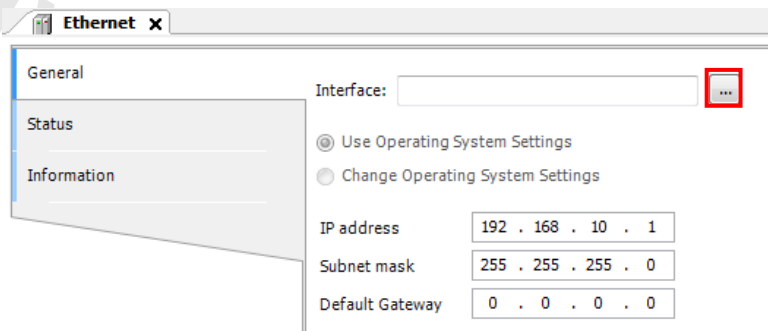 Ethernet x
General
Interface: ...
Status
Use Operating System Settings
Information
Change Operating System Settings
IP address 192 . 168 . 10 . 1
Subnet mask 255 . 255 . 255 . 0
Default Gateway 0 . 0 . 0 . 0